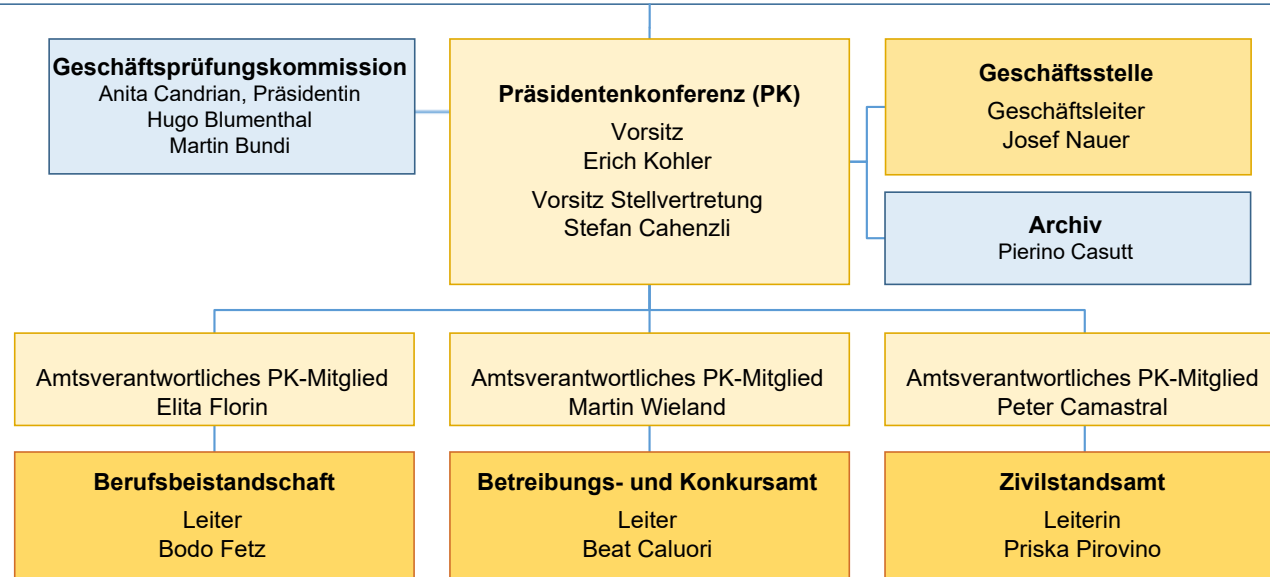 Geschäftsprüfungskommission
Anita Candrian, Präsidentin
Hugo Blumenthal
Martin Bundi
Präsidentenkonferenz (PK)
Vorsitz
Erich Kohler
Vorsitz Stellvertretung
Stefan Cahenzli
Geschäftsstelle
Geschäftsleiter
Josef Nauer
Archiv
Pierino Casutt
Amtsverantwortliches PK-Mitglied
Elita Florin
Amtsverantwortliches PK-Mitglied
Martin Wieland
Amtsverantwortliches PK-Mitglied
Peter Camastral
Berufsbeistandschaft
Leiter
Bodo Fetz
Betreibungs- und Konkursamt
Leiter
Beat Caluori
Zivilstandsamt
Leiterin
Priska Pirovino